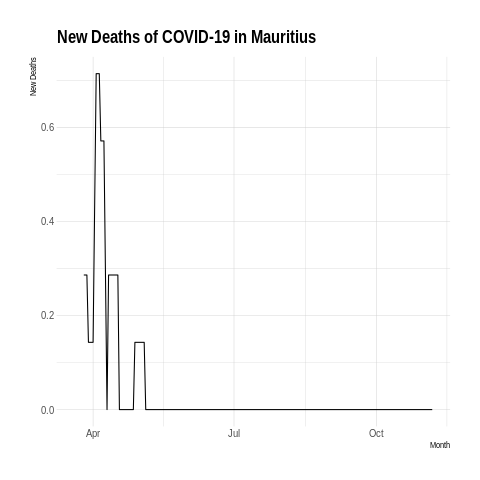 New Deaths of COVID-19 in Mauritius
New Deaths
0.6
0.4
0.2
0.0
Apr
Jul
Oct
Month